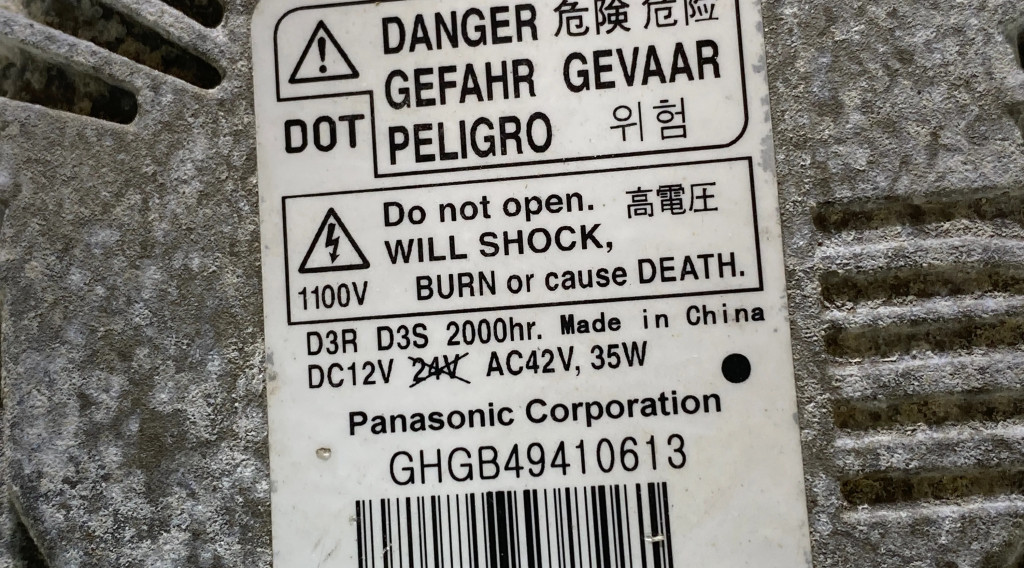 DANGER 危険 危险
GEFAHR GEVAAR
DOT PELIGRO 위험
Do not open. 高電圧
WILL SHOCK,
1100V BURN or cause DEATH.
D3R D3S 2000hr. Made in China
DC12V 24V AC42V, 35W
Panasonic Corporation
GHGB49410613